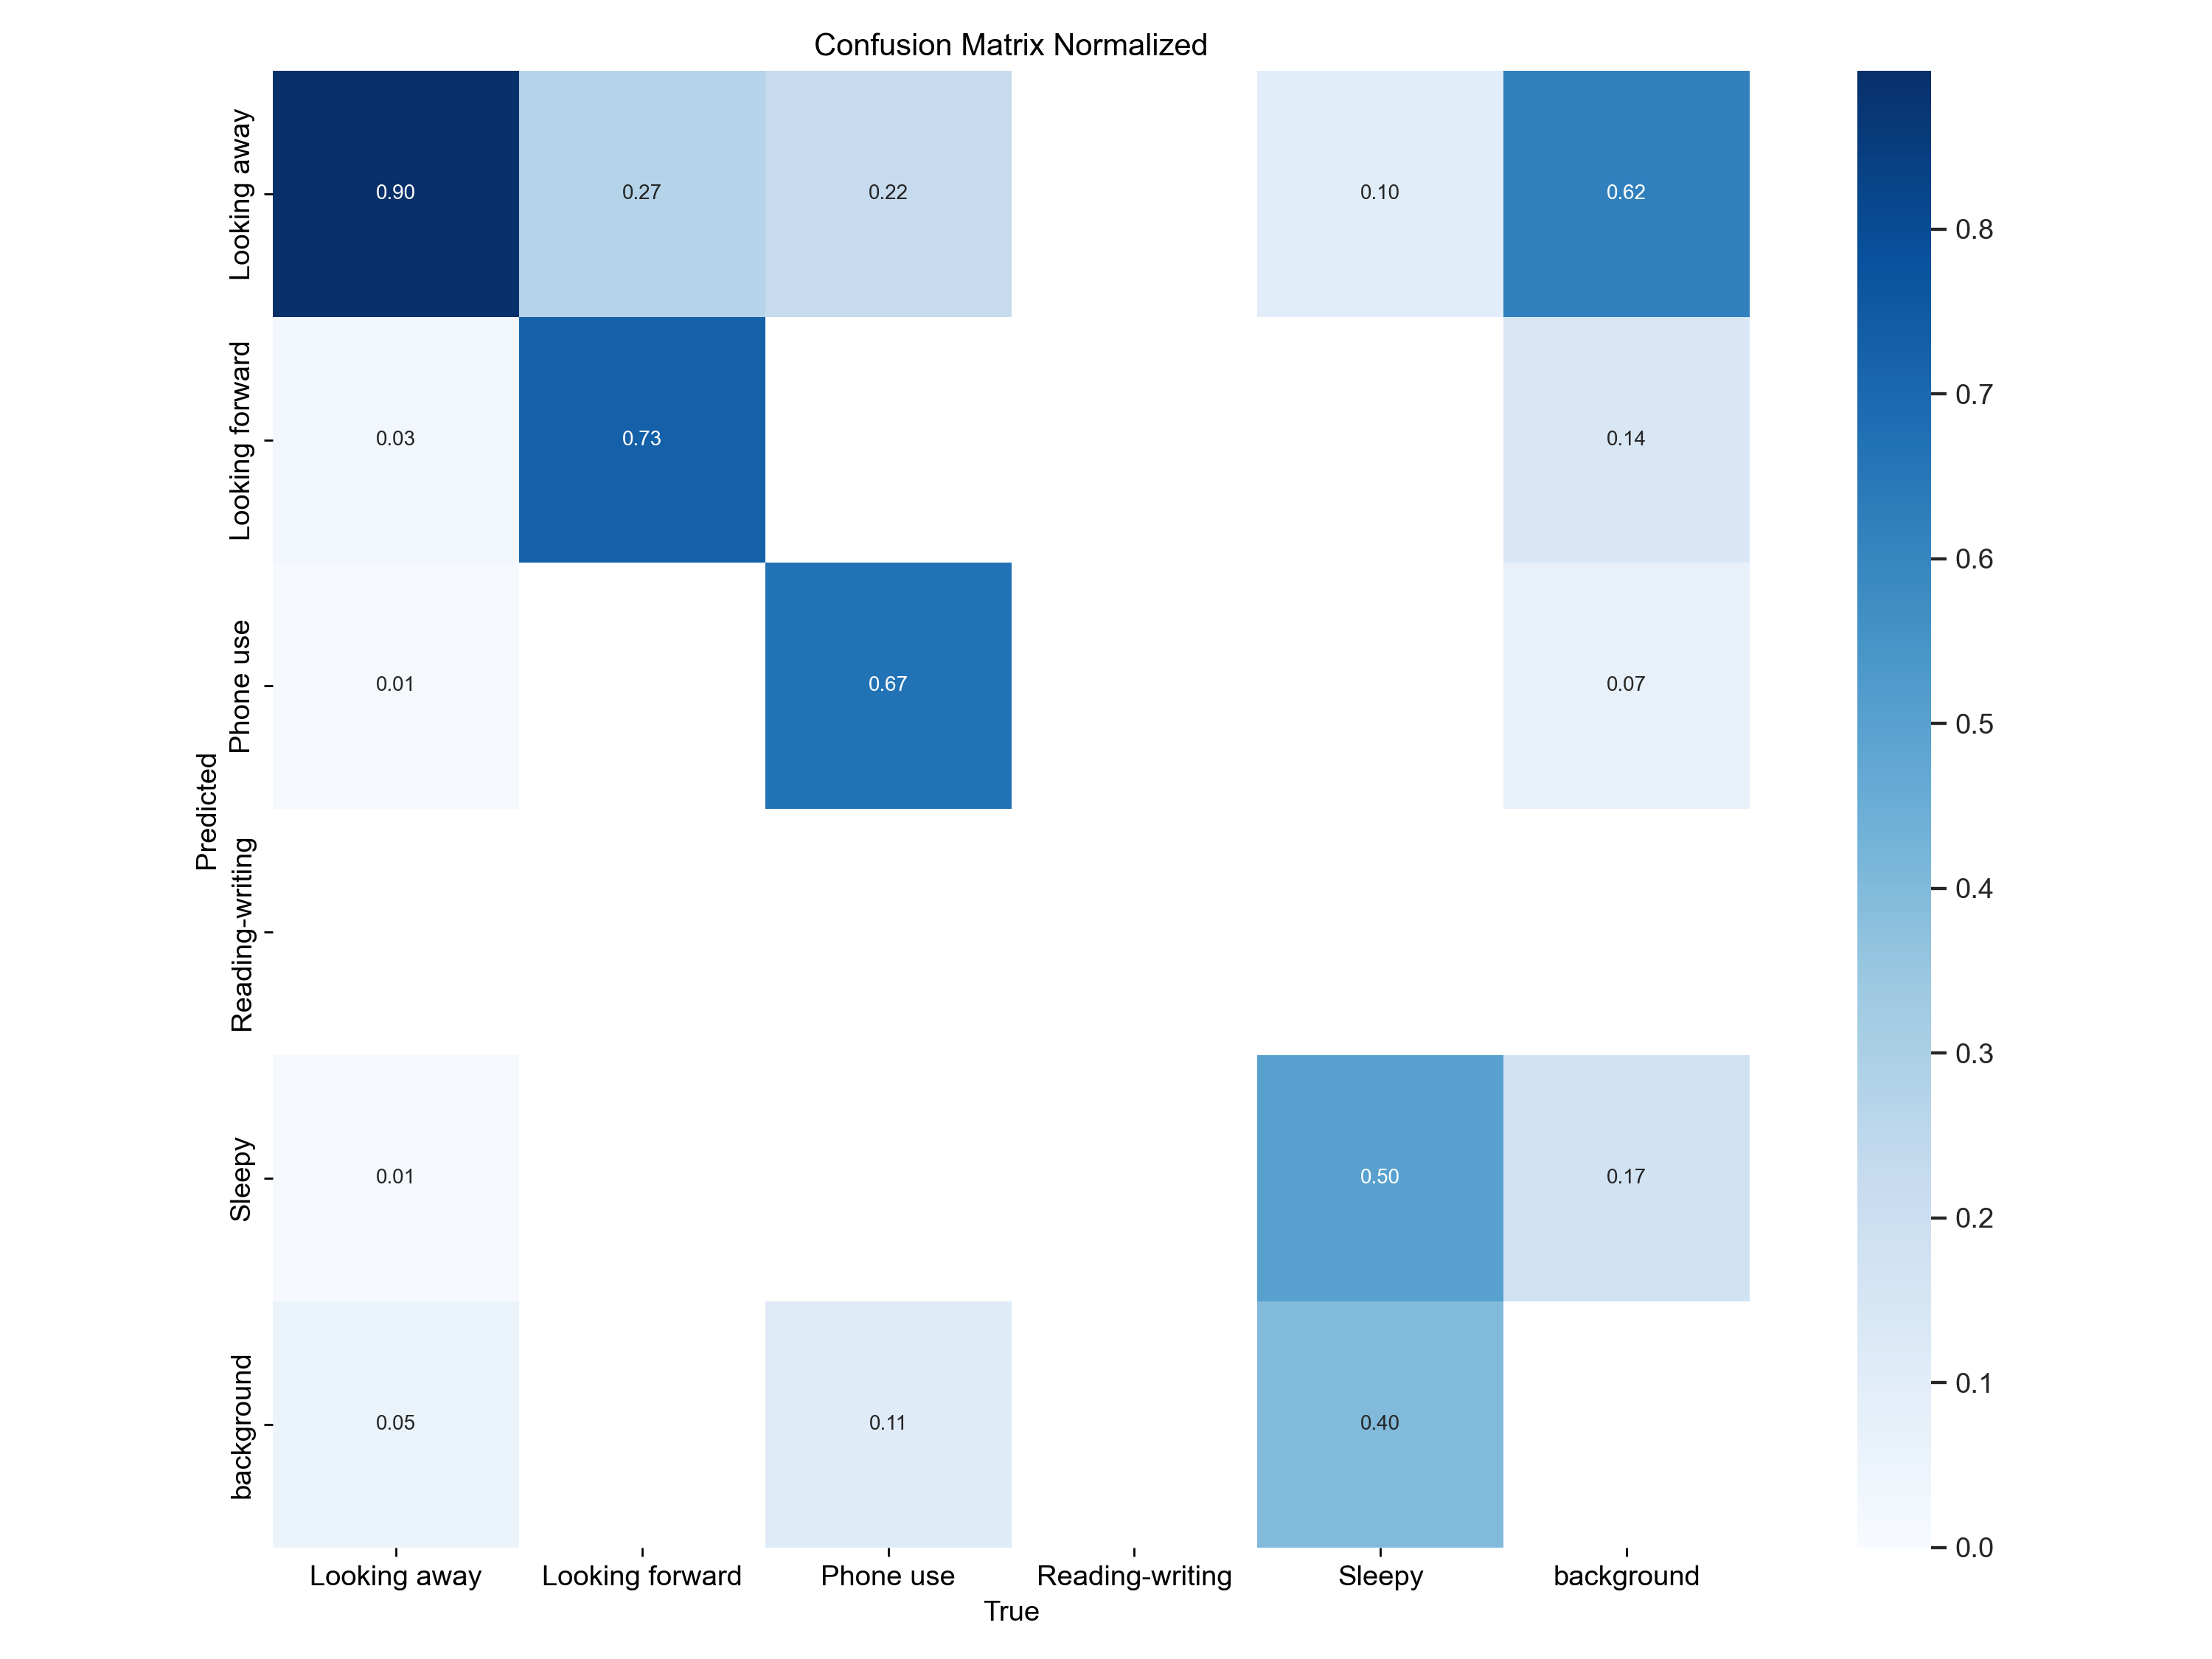 Confusion Matrix Normalized
Looking away
0.90
0.27
0.22
0.10
0.62
Looking forward
0.03
0.73
0.14
Phone use
0.01
0.67
0.07
Reading-writing
Sleepy
0.01
0.50
0.17
background
0.05
0.11
0.40
Predicted
Looking away
Looking forward
Phone use
Reading-writing
Sleepy
background
True
0.8
0.7
0.6
0.5
0.4
0.3
0.2
0.1
0.0